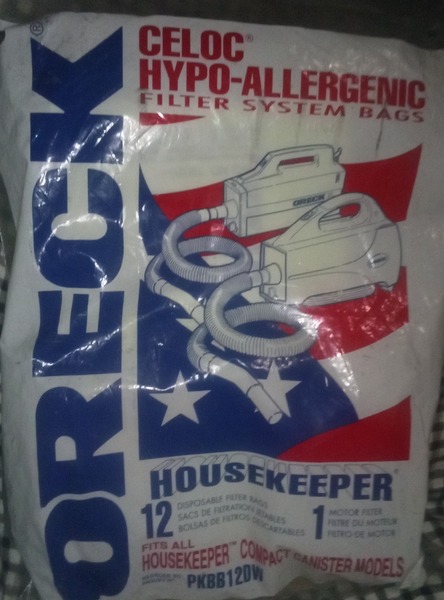 ORECK®
CELOC®
HYPO-ALLERGENIC
FILTER SYSTEM BAGS
ORECK
HOUSEKEEPER®
12 DISPOSABLE FILTER BAGS
SACS DE FILTRATION JETABLES
BOLSAS DE FILTROS DESCARTABLES
1 MOTOR FILTER
FILTRE DU MOTEUR
FILTRO DE MOTOR
FITS ALL
HOUSEKEEPER™ COMPACT CANISTER MODELS
PKBB12DW